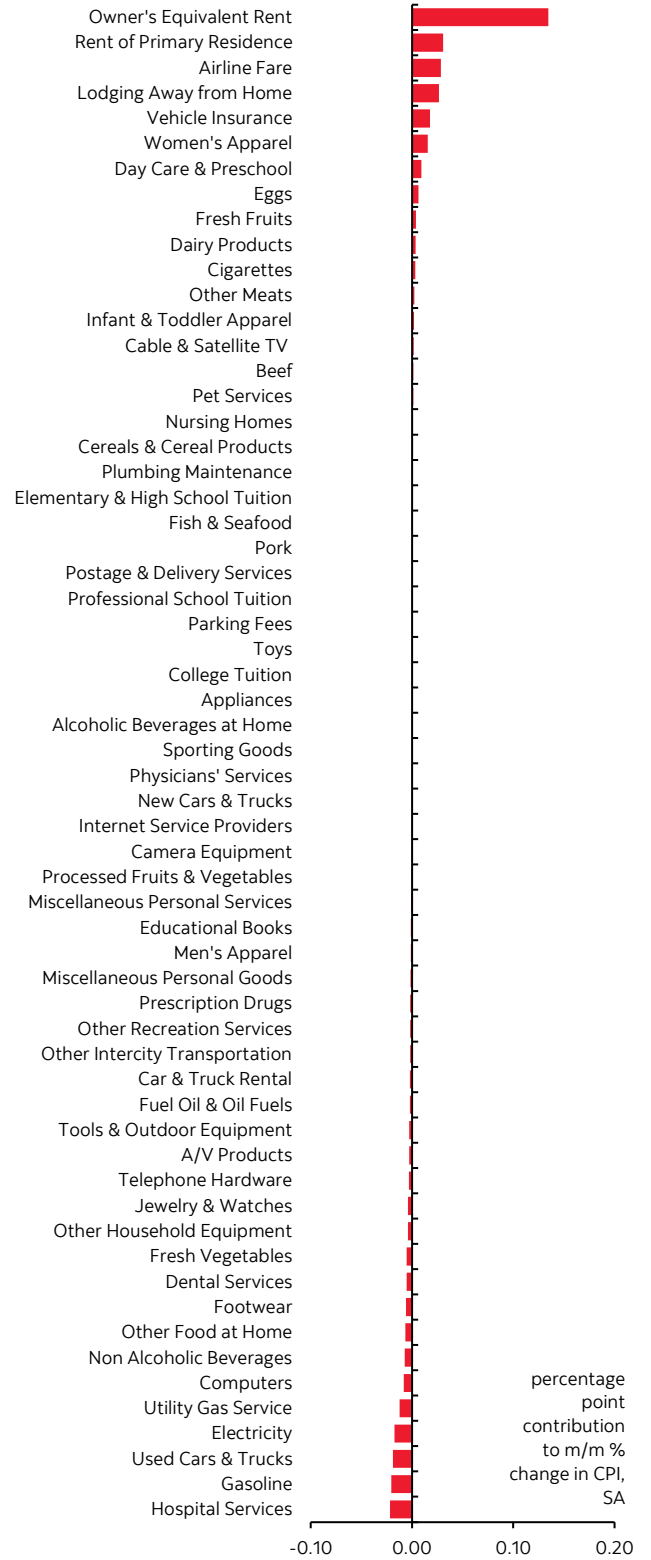 Owner's Equivalent Rent
Rent of Primary Residence
Airline Fare
Lodging Away from Home
Vehicle Insurance
Women's Apparel
Day Care & Preschool
Eggs
Fresh Fruits
Dairy Products
Cigarettes
Other Meats
Infant & Toddler Apparel
Cable & Satellite TV
Beef
Pet Services
Nursing Homes
Cereals & Cereal Products
Plumbing Maintenance
Elementary & High School Tuition
Fish & Seafood
Pork
Postage & Delivery Services
Professional School Tuition
Parking Fees
Toys
College Tuition
Appliances
Alcoholic Beverages at Home
Sporting Goods
Physicians' Services
New Cars & Trucks
Internet Service Providers
Camera Equipment
Processed Fruits & Vegetables
Miscellaneous Personal Services
Educational Books
Men's Apparel
Miscellaneous Personal Goods
Prescription Drugs
Other Recreation Services
Other Intercity Transportation
Car & Truck Rental
Fuel Oil & Oil Fuels
Tools & Outdoor Equipment
A/V Products
Telephone Hardware
Jewelry & Watches
Other Household Equipment
Fresh Vegetables
Dental Services
Footwear
Other Food at Home
Non Alcoholic Beverages
Computers
Utility Gas Service
Electricity
Used Cars & Trucks
Gasoline
Hospital Services
percentage
point
contribution
to m/m %
change in CPI,
SA
-0.10 0.00 0.10 0.20